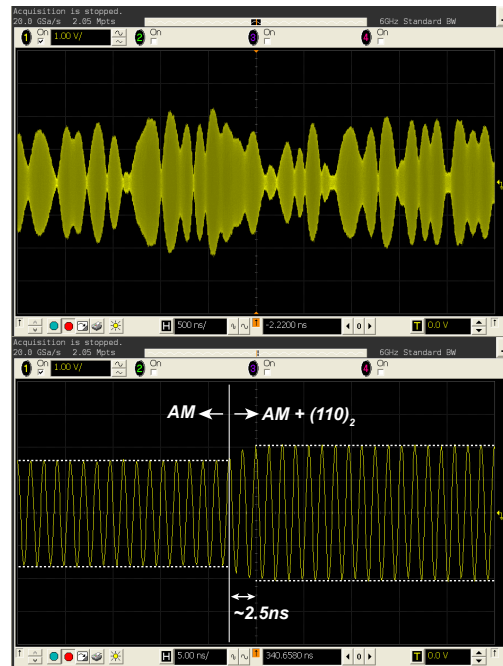 Acquisition is stopped.
20.0 GSa/s 2.05 Mpts
6GHz Standard BW
1 On 1.00 V/ 2 On 3 On 4 On
H 500 ns/ T -2.2200 ns 0 T 0.0 V
Acquisition is stopped.
20.0 GSa/s 2.05 Mpts
6GHz Standard BW
1 On 1.00 V/ 2 On 3 On 4 On
AM AM + (110)₂
~2.5ns
H 5.00 ns/ T 340.6580 ns 0 T 0.0 V